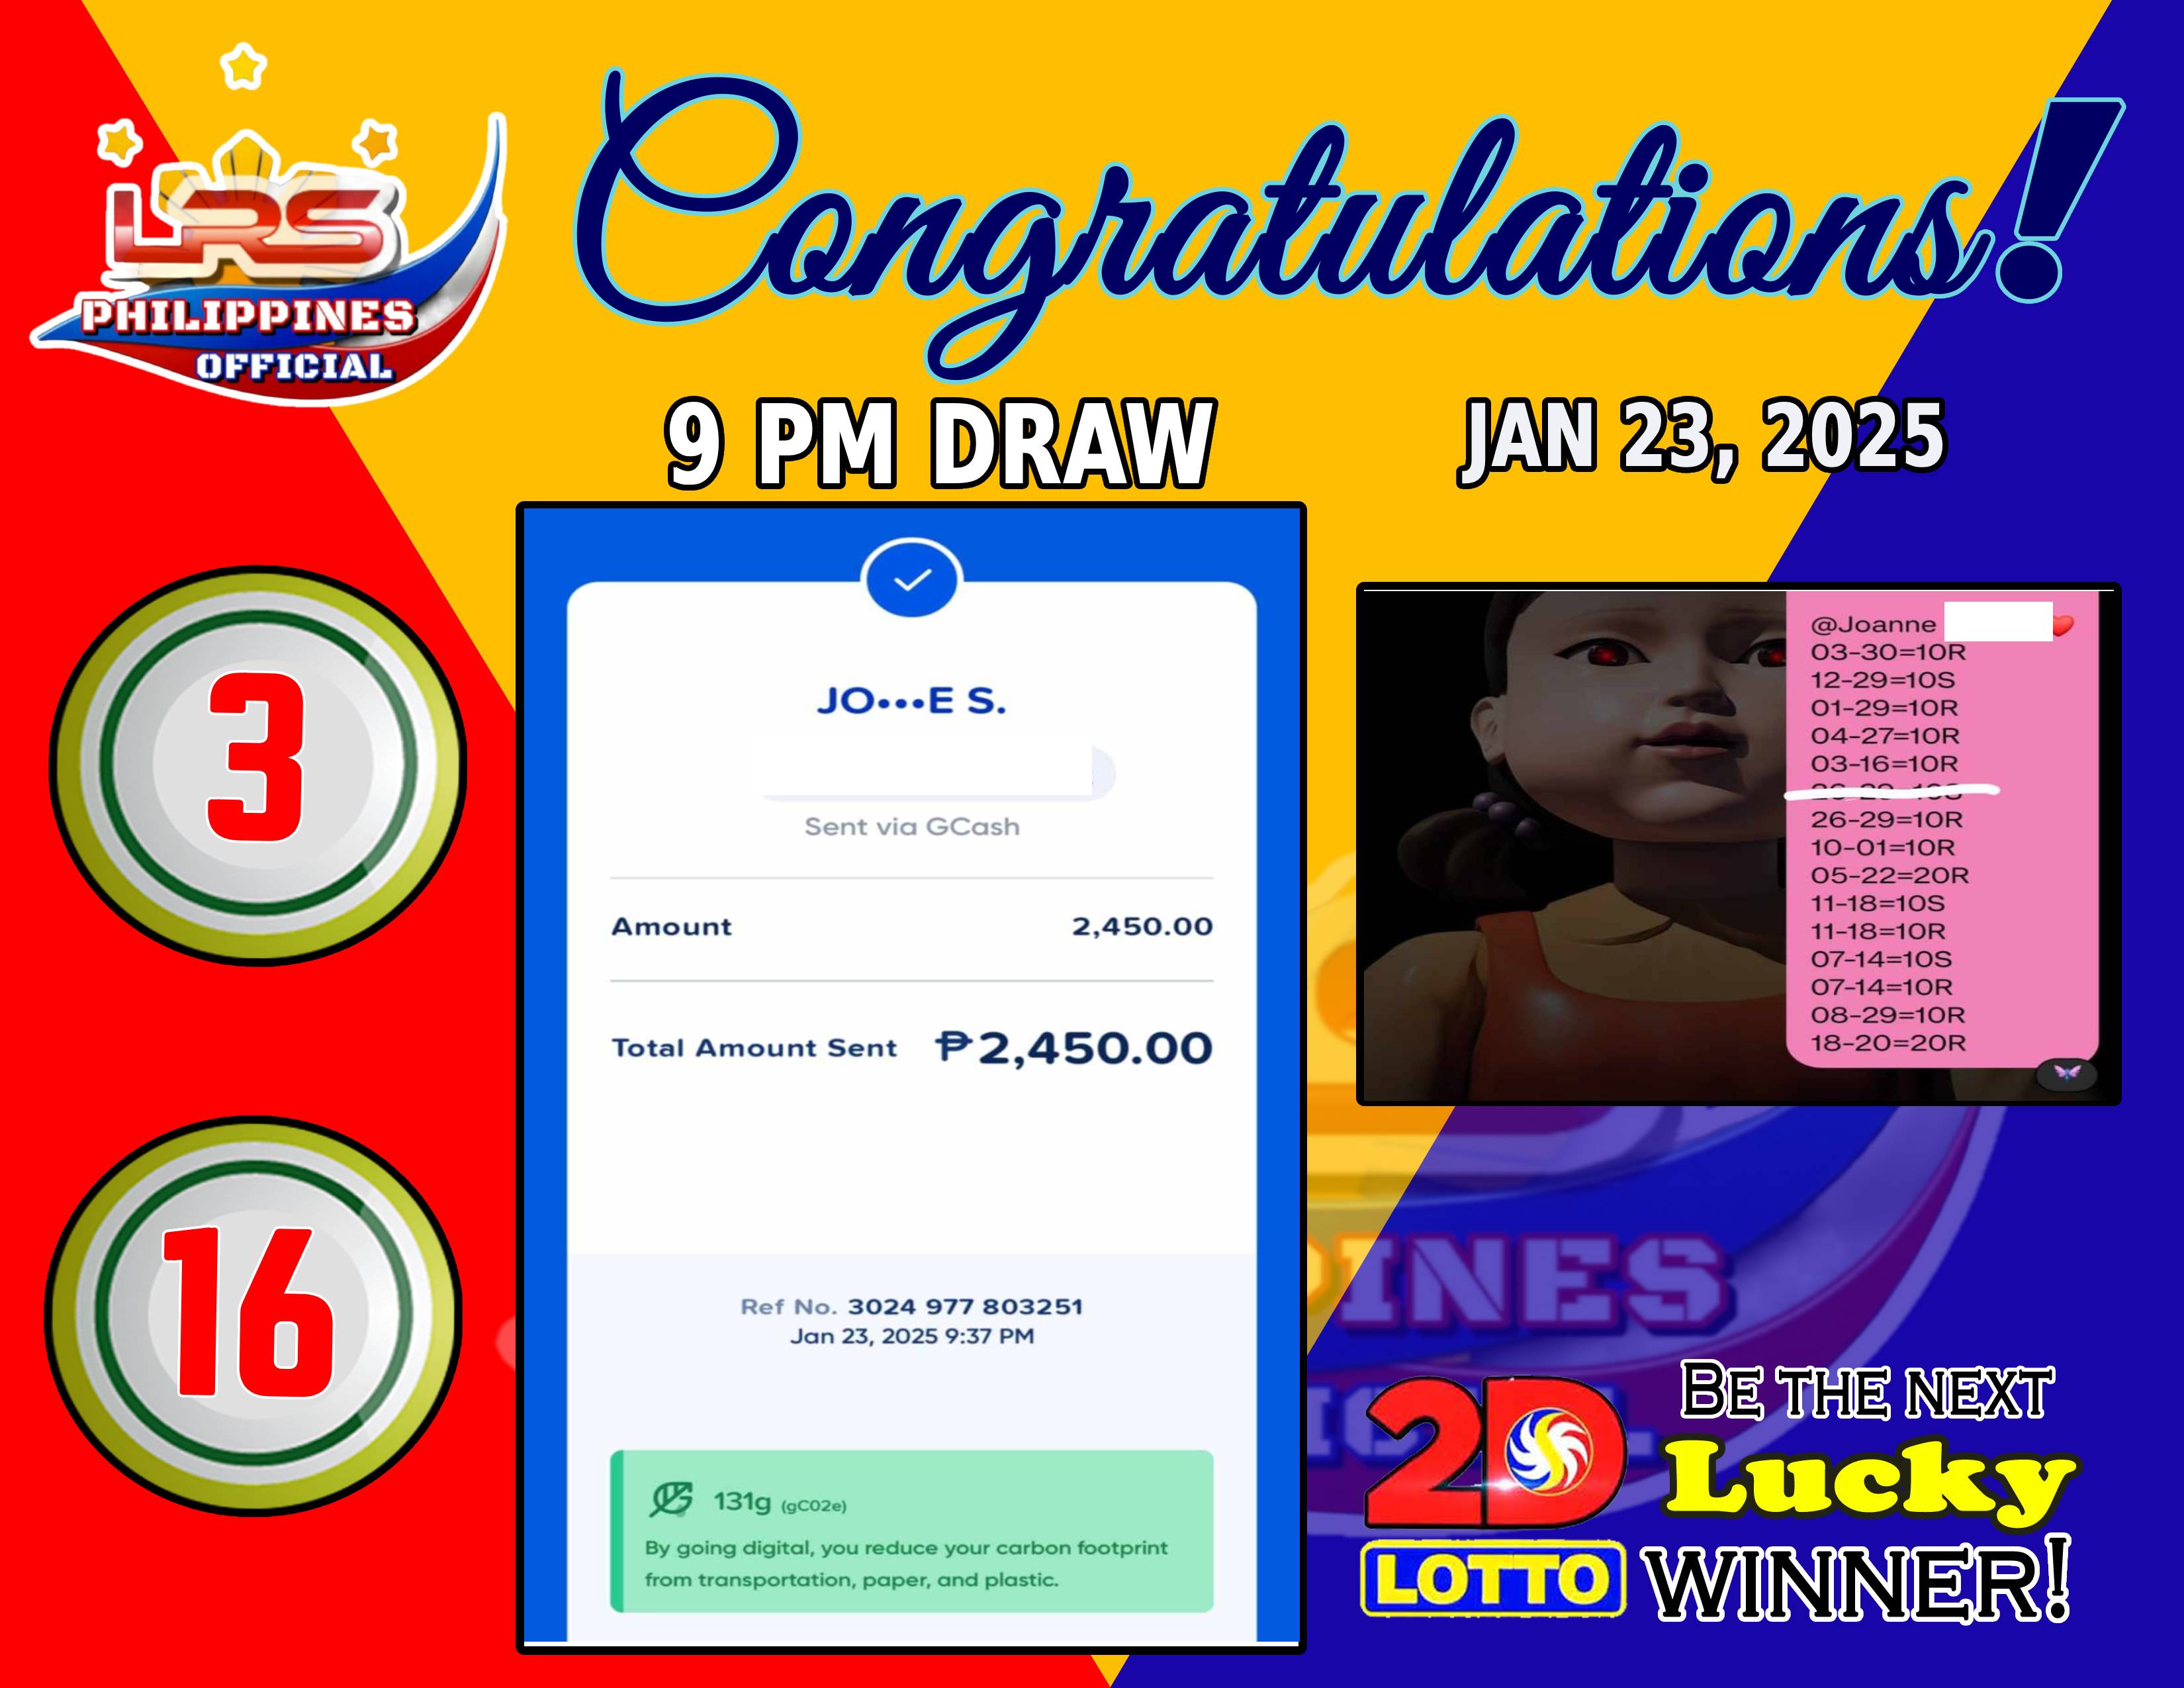 LRS
PHILIPPINES
OFFICIAL
Congratulations!
9 PM DRAW
JAN 23, 2025
3
16
JO•••E S.
Sent via GCash
Amount 2,450.00
Total Amount Sent ₱2,450.00
Ref No. 3024 977 803251
Jan 23, 2025 9:37 PM
131g (gCO2e)
By going digital, you reduce your carbon footprint
from transportation, paper, and plastic.
@Joanne
03-30=10R
12-29=10S
01-29=10R
04-27=10R
03-16=10R
26-29=10R
10-01=10R
05-22=20R
11-18=10S
11-18=10R
07-14=10S
07-14=10R
08-29=10R
18-20=20R
PINES
2D
LOTTO
BE THE NEXT
Lucky
WINNER!